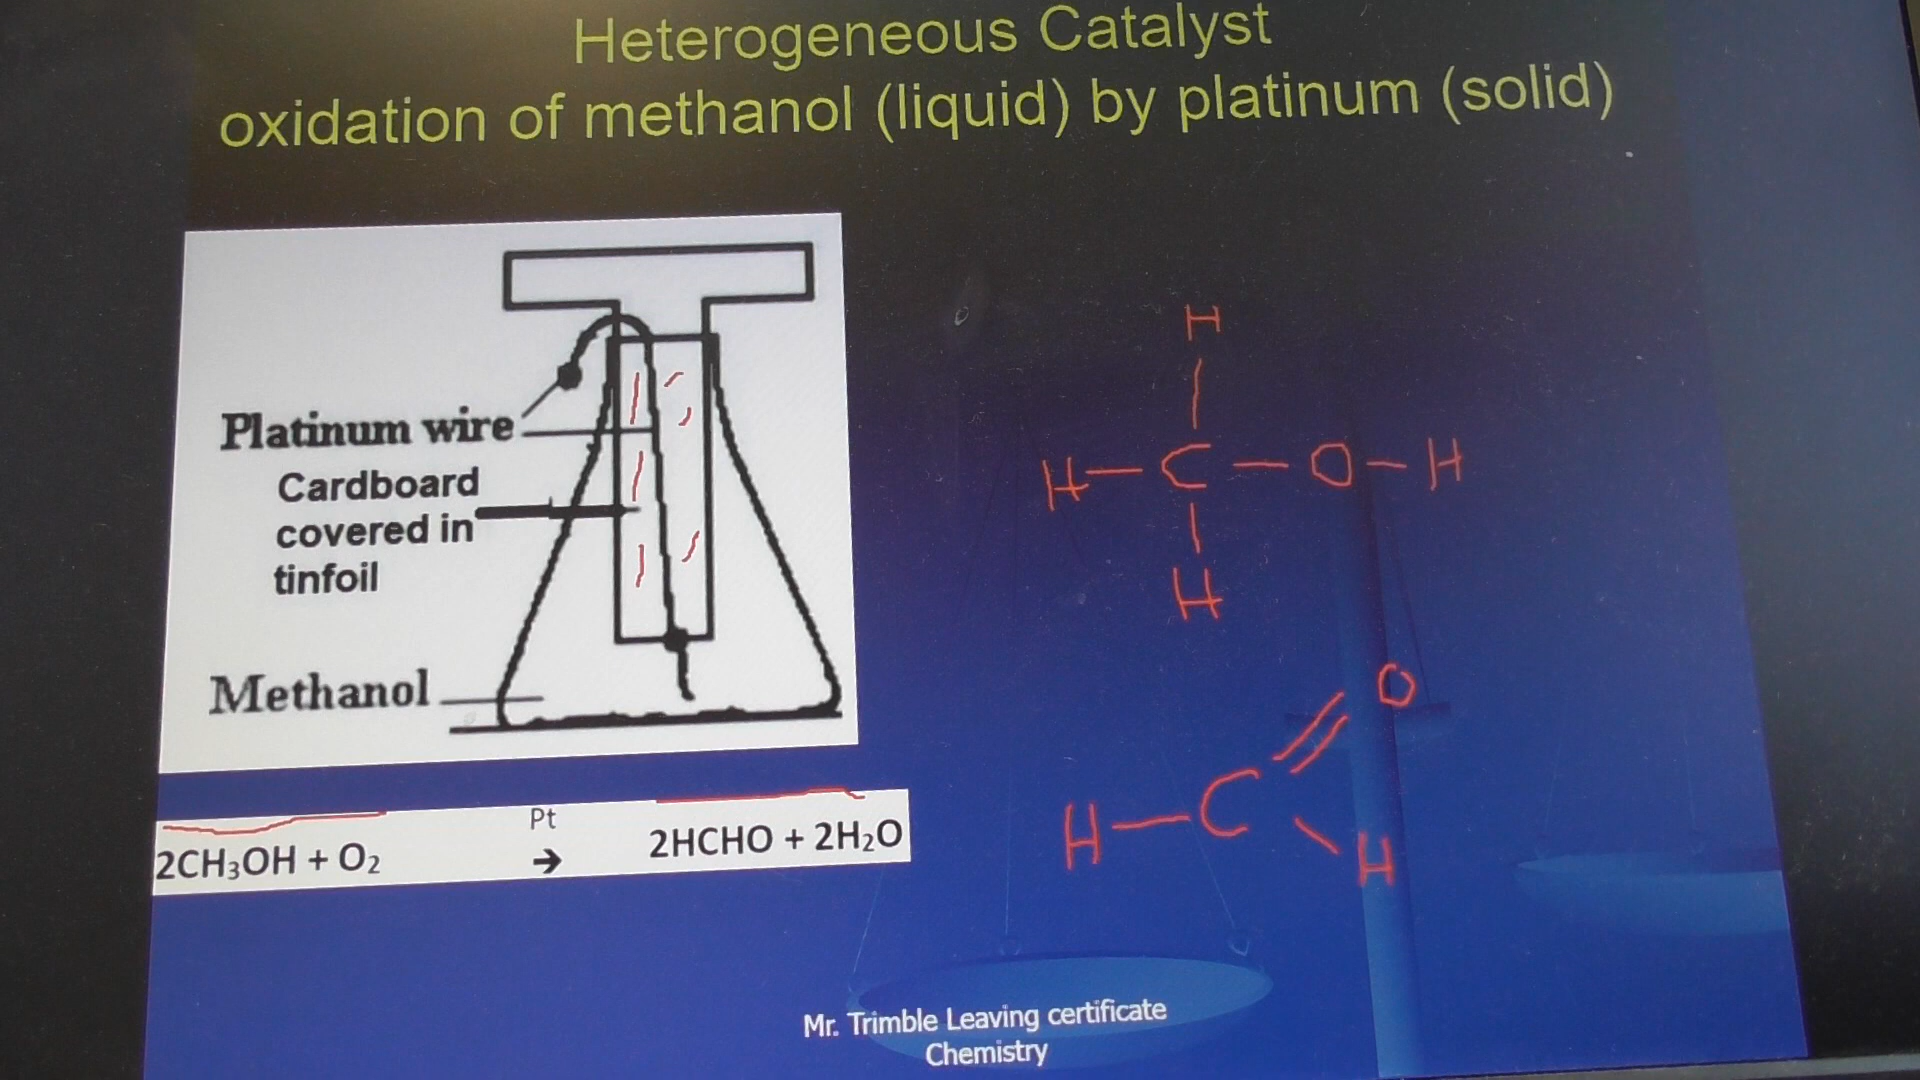 Heterogeneous Catalyst
oxidation of methanol (liquid) by platinum (solid)
Platinum wire
Cardboard
covered in
tinfoil
Methanol
H
H—C—O—H
H
O
H—C
H
Pt
2CH₃OH + O₂ → 2HCHO + 2H₂O
Mr. Trimble Leaving certificate
Chemistry